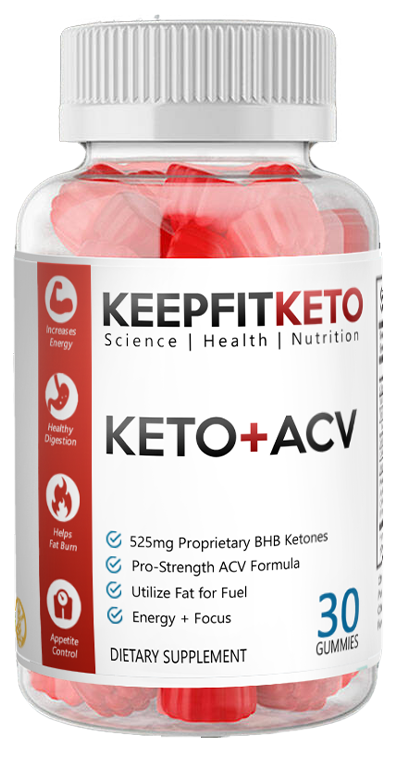 KEEPFITKETO
Science | Health | Nutrition
KETO+ACV
Increases
Energy
Healthy
Digestion
Helps
Fat Burn
Appetite
Control
525mg Proprietary BHB Ketones
Pro-Strength ACV Formula
Utilize Fat for Fuel
Energy + Focus
30
GUMMIES
DIETARY SUPPLEMENT